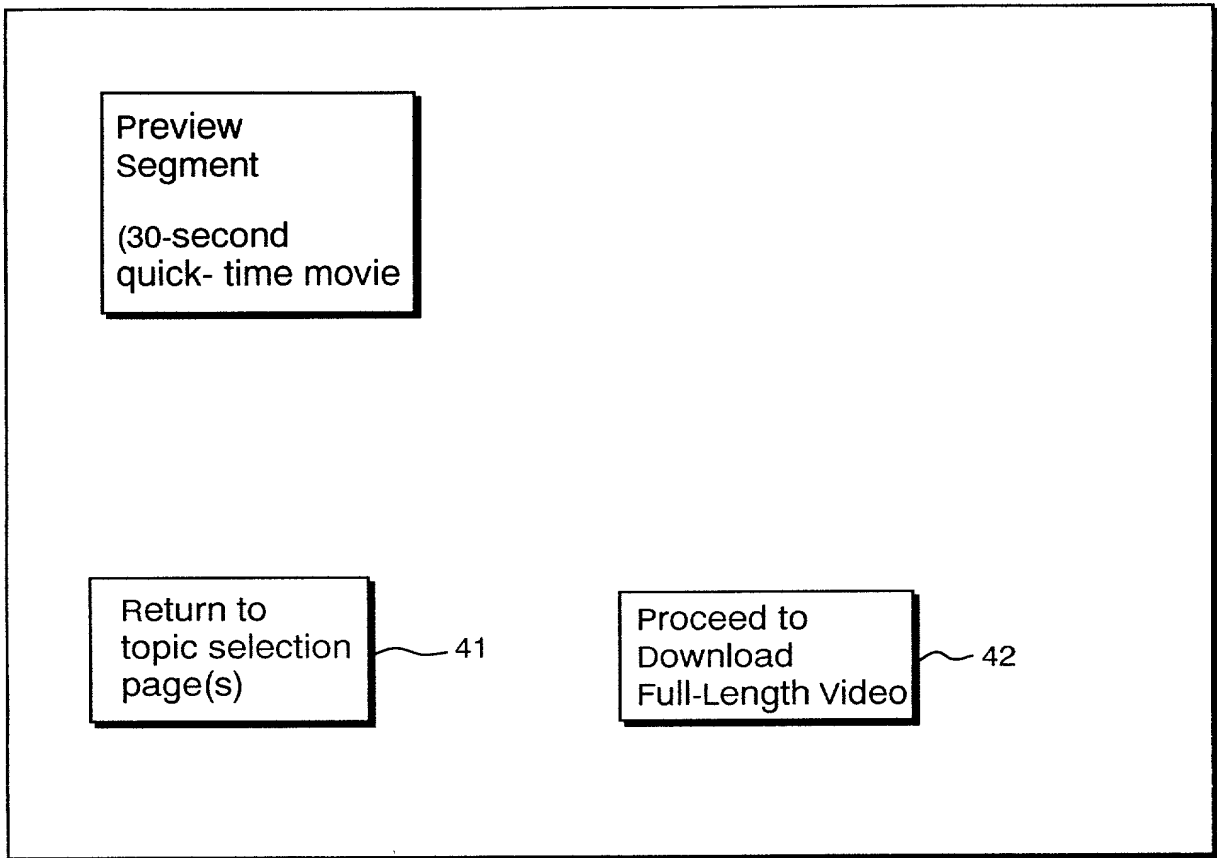 Preview
Segment
(30-second
quick- time movie
Return to
topic selection
page(s)
41
Proceed to
Download
Full-Length Video
42